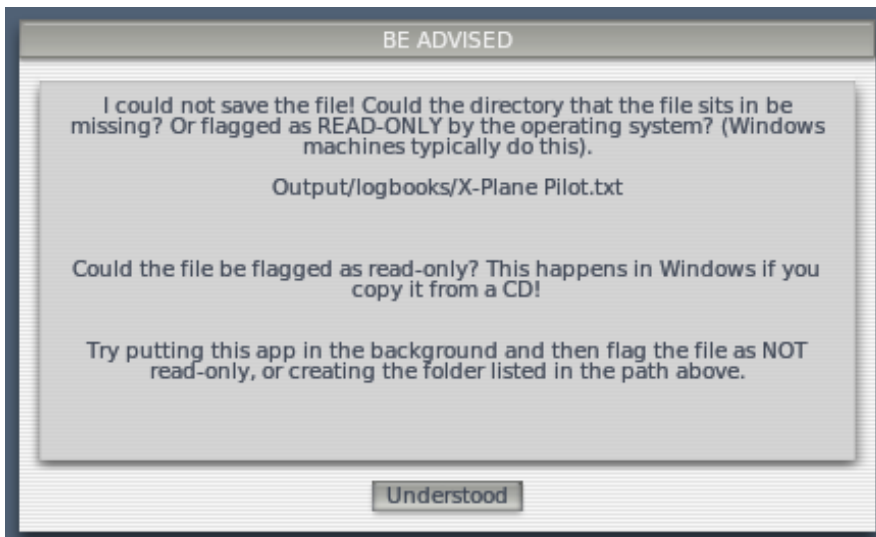 BE ADVISED
I could not save the file! Could the directory that the file sits in be
missing? Or flagged as READ-ONLY by the operating system? (Windows
machines typically do this).
Output/logbooks/X-Plane Pilot.txt
Could the file be flagged as read-only? This happens in Windows if you
copy it from a CD!
Try putting this app in the background and then flag the file as NOT
read-only, or creating the folder listed in the path above.
Understood